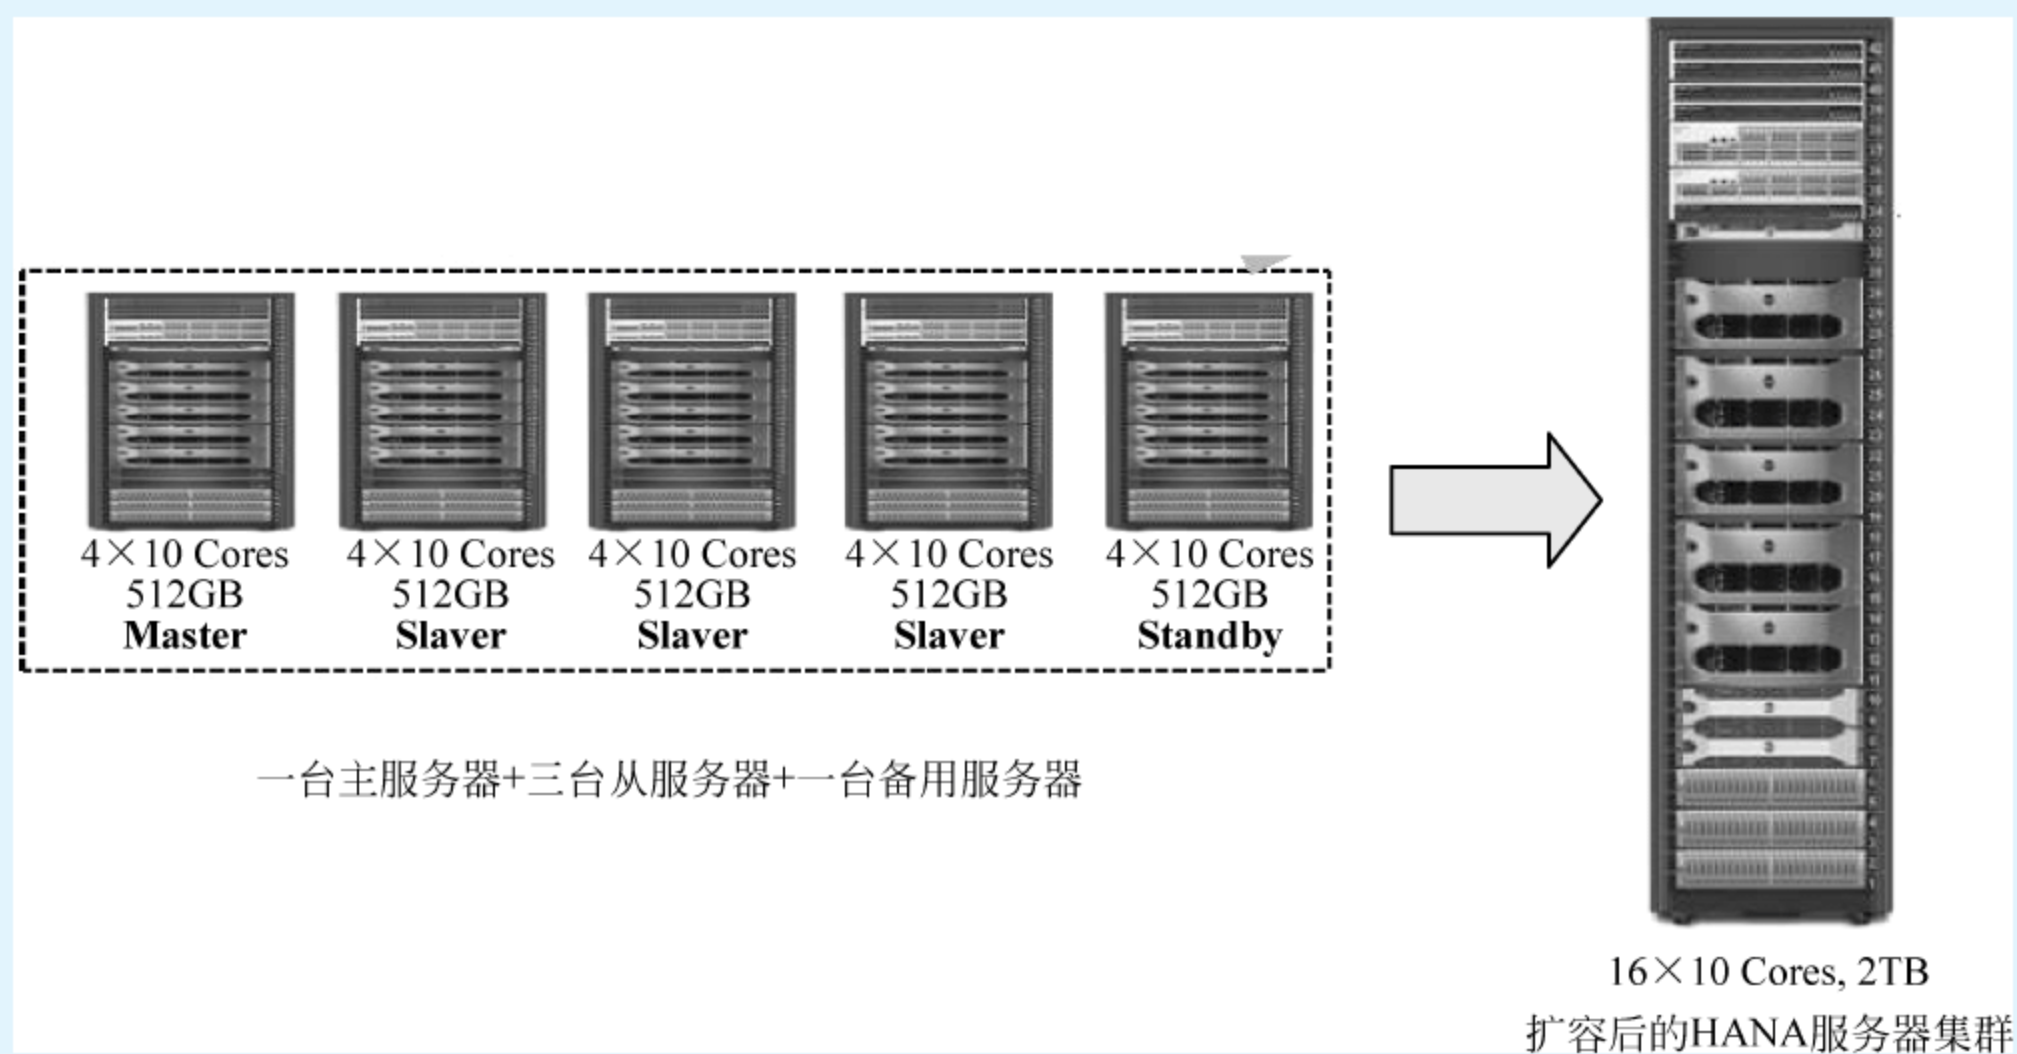 4×10 Cores
512GB
Master
4×10 Cores
512GB
Slaver
4×10 Cores
512GB
Slaver
4×10 Cores
512GB
Slaver
4×10 Cores
512GB
Standby
一台主服务器+三台从服务器+一台备用服务器
16×10 Cores, 2TB
扩容后的HANA服务器集群